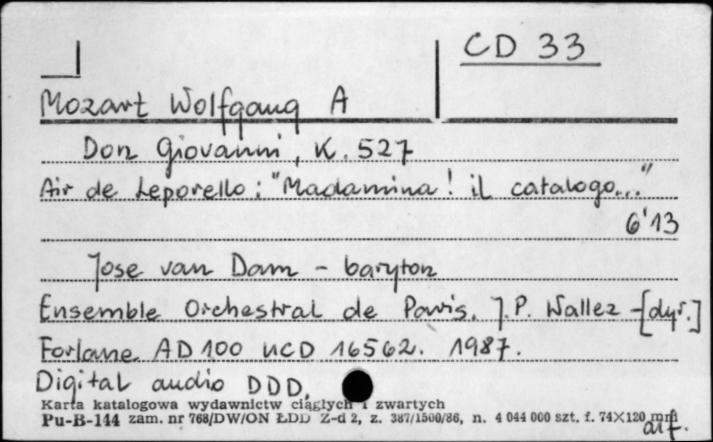 CD 33
Mozart Wolfgang A
Don Giovanni, K. 527
Air de Leporello: "Madamina! il catalogo..."
6'13
Jose van Dam - baryton
Ensemble Orchestral de Paris. J.P. Wallez - [dyr.]
Forlane AD 100 UCD 16562. 1987.
Digital audio DDD.
Karta katalogowa wydawnictw ciągłych i zwartych
Pu-B-144 zam. nr 768/DW/ON ŁDD Z-d 2, z. 387/1500/86, n. 4 044 000 szt. f. 74X120 mm